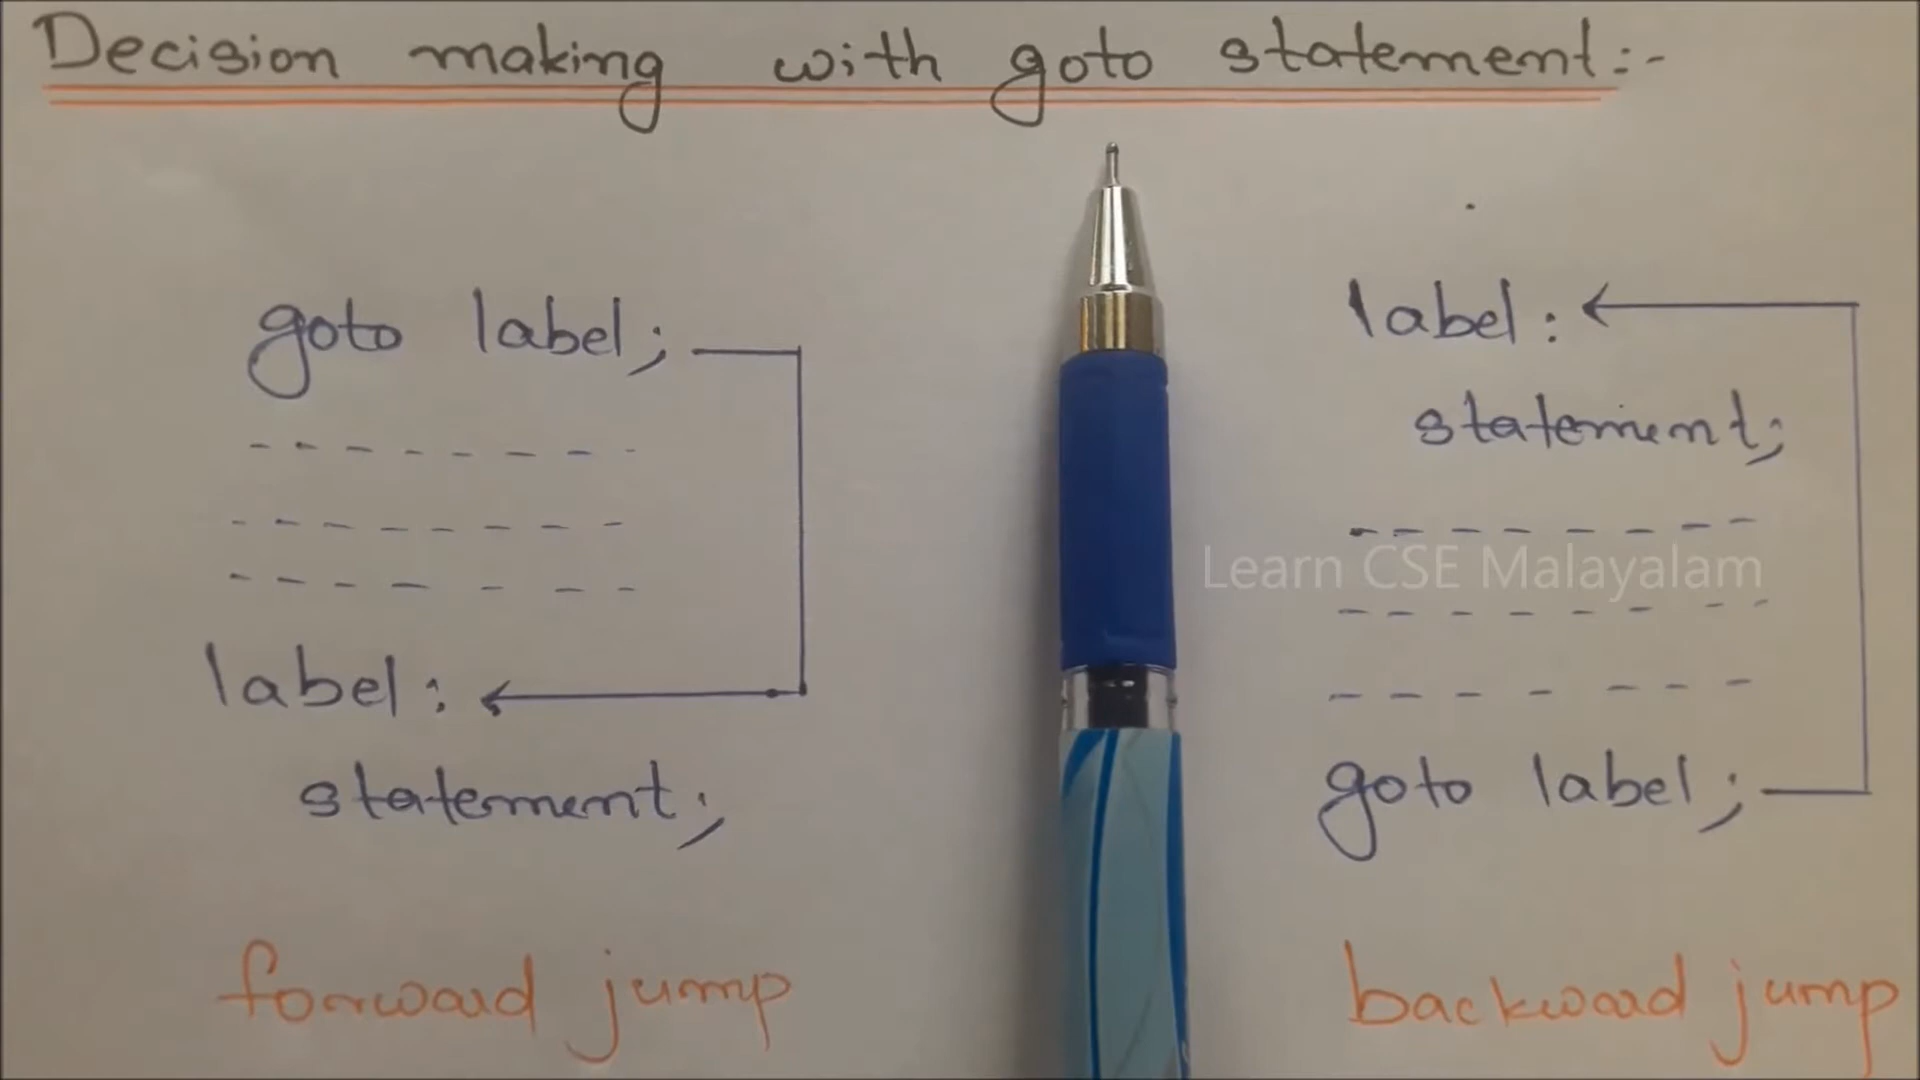 Decision making with goto statement:-
goto label;
label:
statement;
forward jump
label:
statement;
goto label;
backward jump
Learn CSE Malayalam